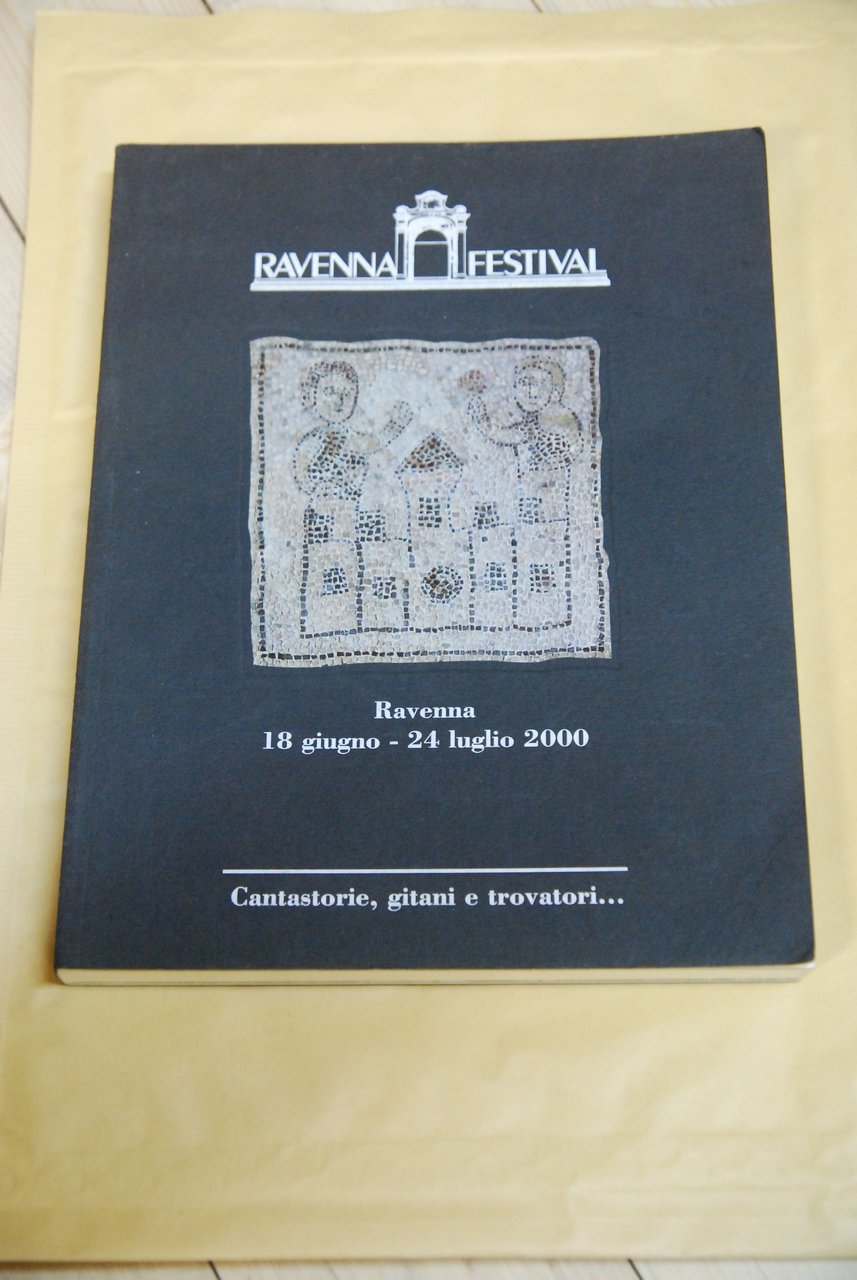 RAVENNA FESTIVAL
Ravenna
18 giugno - 24 luglio 2000
Cantastorie, gitani e trovatori...